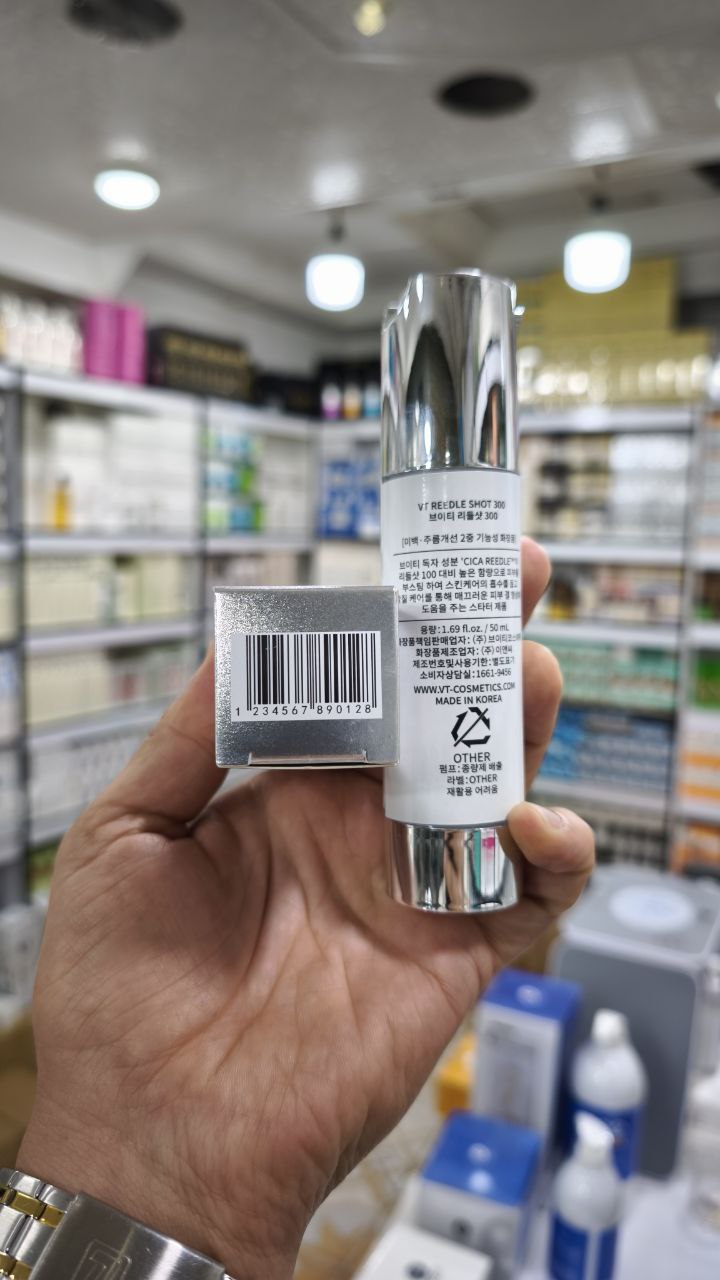 VT REEDLE SHOT 300
브이티 리들샷 300
[미백·주름개선 2중 기능성 화장품]
브이티 독자 성분 'CICA REEDLE™'이
리들샷 100 대비 높은 함량으로 피부를
부스팅 하여 스킨케어의 흡수를 돕고
결 케어를 통해 매끄러운 피부 결
도움을 주는 스타터 제품
용량 : 1.69 fl.oz. / 50 mL
화장품책임판매업자 : (주) 브이티코스
화장품제조업자 : (주) 이앤씨
제조번호및사용기한 : 별도표기
소비자상담실 : 1661-9456
WWW.VT-COSMETICS.COM
MADE IN KOREA
OTHER
펌프 : 종량제 배출
라벨 : OTHER
재활용 어려움
1 234567 890128